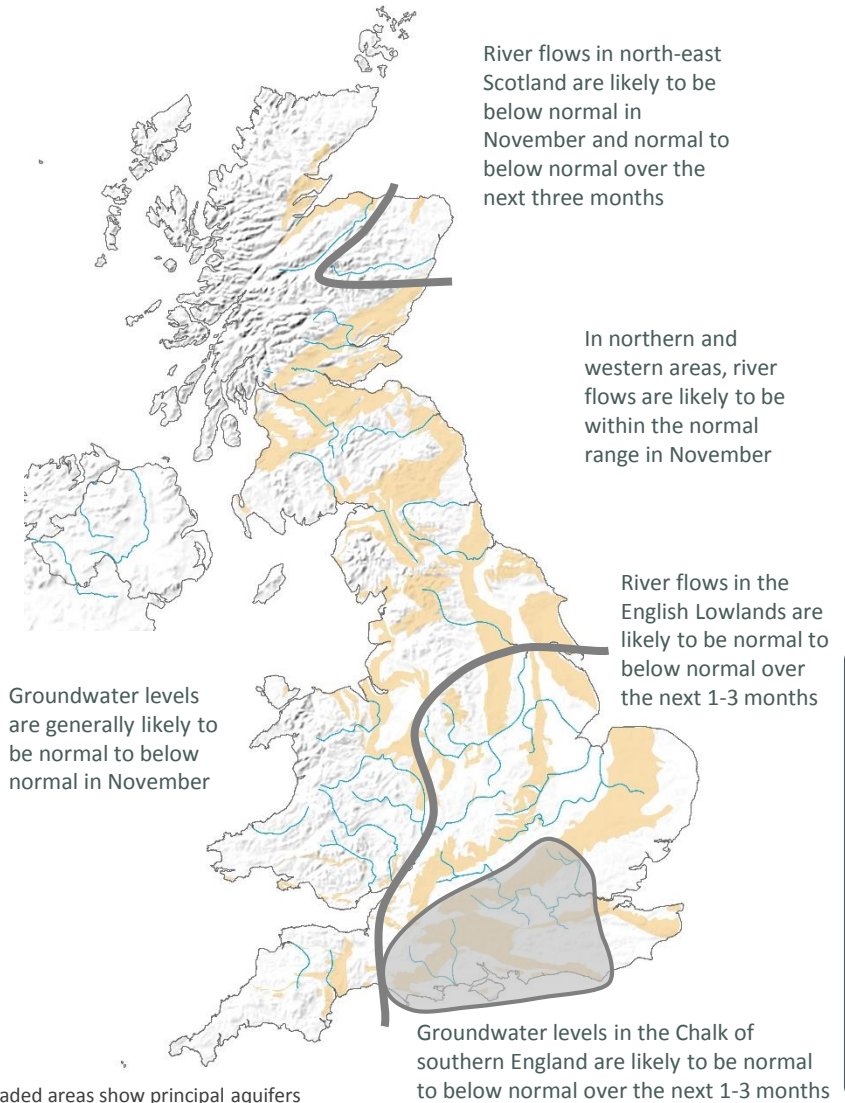 River flows in north-east
Scotland are likely to be
below normal in
November and normal to
below normal over the
next three months
In northern and
western areas, river
flows are likely to be
within the normal
range in November
River flows in the
English Lowlands are
likely to be normal to
below normal over
the next 1-3 months
Groundwater levels
are generally likely to
be normal to below
normal in November
Groundwater levels in the Chalk of
southern England are likely to be normal
to below normal over the next 1-3 months
aded areas show principal aquifers